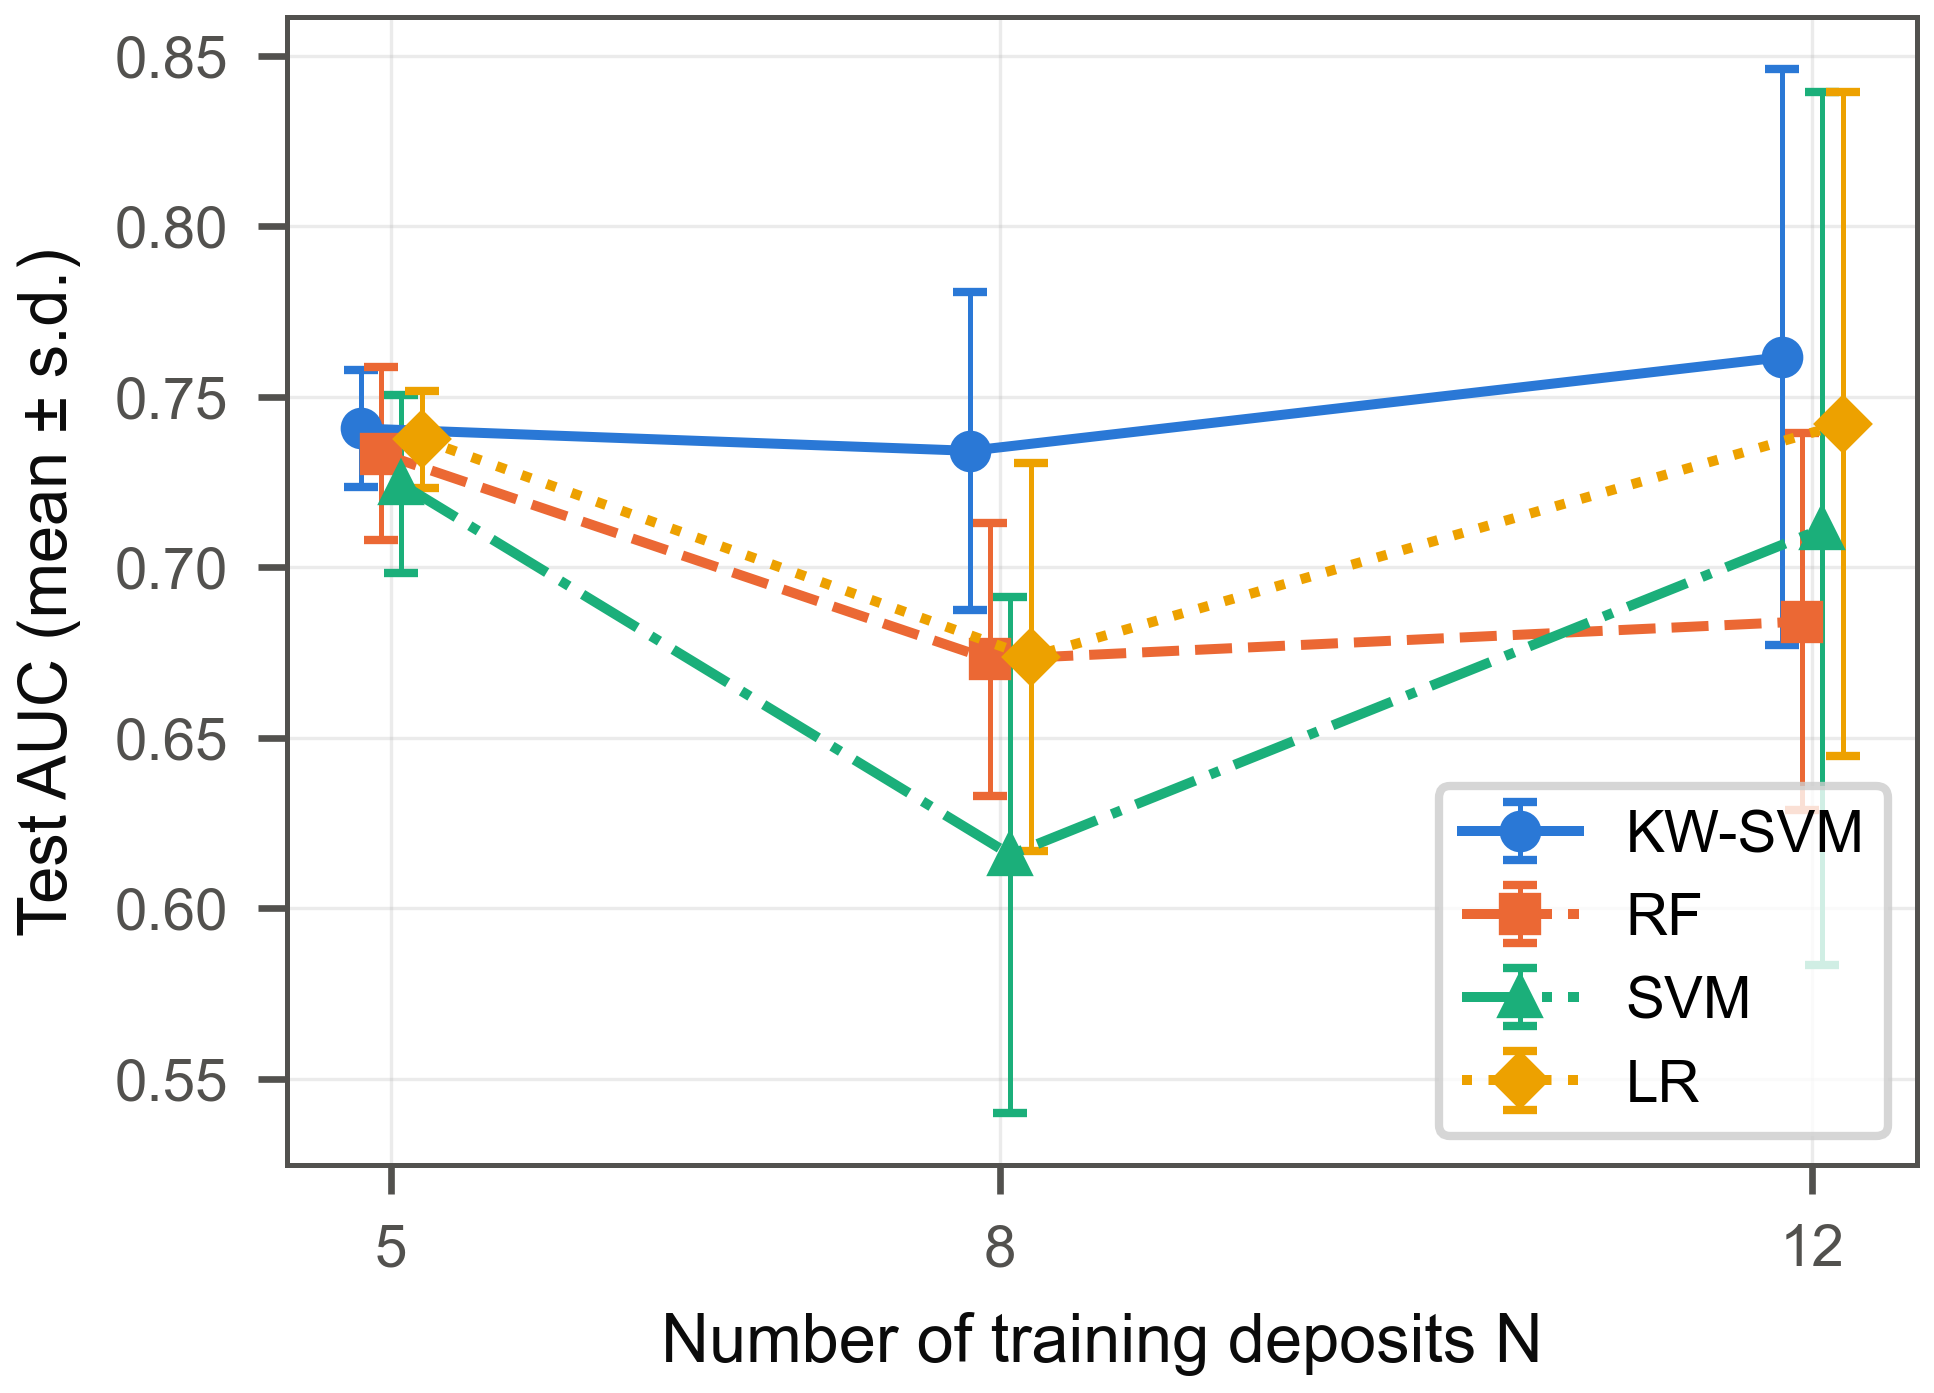 0.85
0.80
0.75
0.70
0.65
0.60
0.55
Test AUC (mean ± s.d.)
KW-SVM
RF
SVM
LR
5 8 12
Number of training deposits N